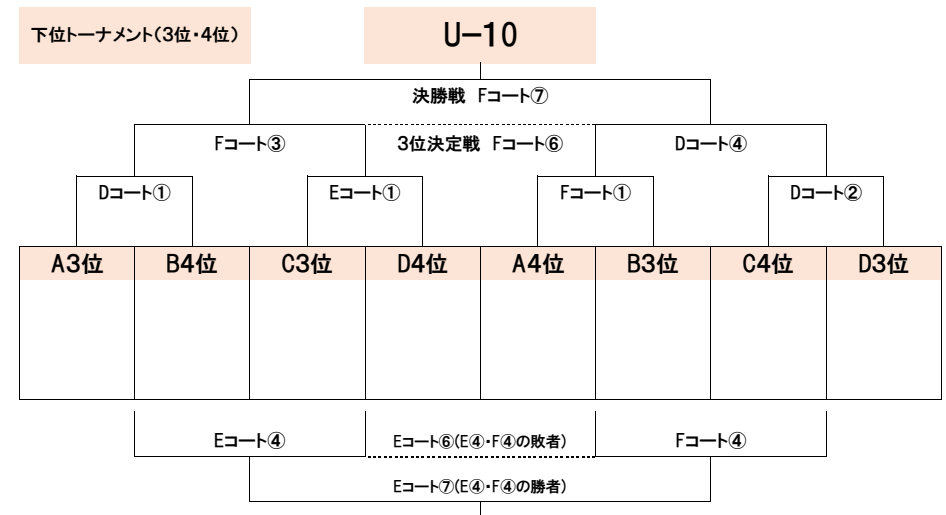 下位トーナメント(3位・4位)
U-10
決勝戦 Fコート⑦
Fコート③
3位決定戦 Fコート⑥
Dコート④
Dコート①
Eコート①
Fコート①
Dコート②
A3位
B4位
C3位
D4位
A4位
B3位
C4位
D3位
Eコート④
Eコート⑥(E④・F④の敗者)
Fコート④
Eコート⑦(E④・F④の勝者)